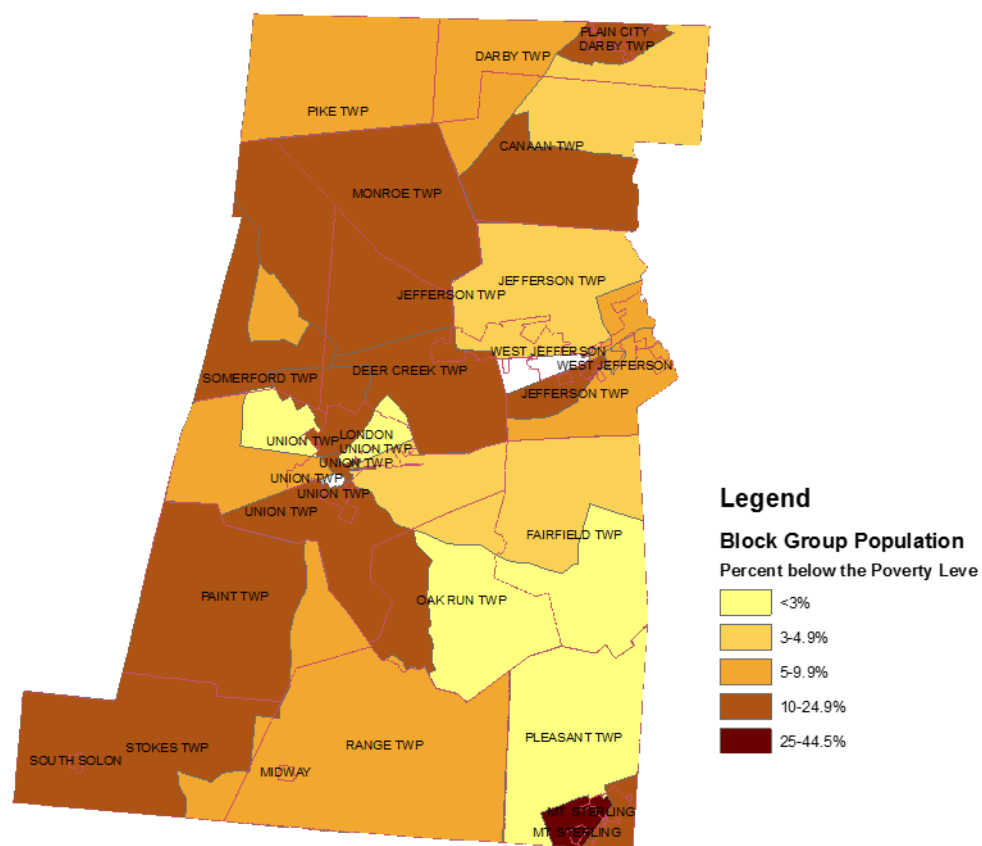 PLAIN CITY
DARBY TWP
DARBY TWP
PIKE TWP
CANAAN TWP
MONROE TWP
JEFFERSON TWP
JEFFERSON TWP
WEST JEFFERSON
WEST JEFFERSON
DEER CREEK TWP
SOMERFORD TWP
JEFFERSON TWP
LONDON
UNION TWP
UNION TWP
UNION TWP
UNION TWP
UNION TWP
UNION TWP
FAIRFIELD TWP
PAINT TWP
OAK RUN TWP
PLEASANT TWP
RANGE TWP
STOKES TWP
SOUTH SOLON
MIDWAY
MT STERLING
MT STERLING
Legend
Block Group Population
Percent below the Poverty Leve
<3%
3-4.9%
5-9.9%
10-24.9%
25-44.5%